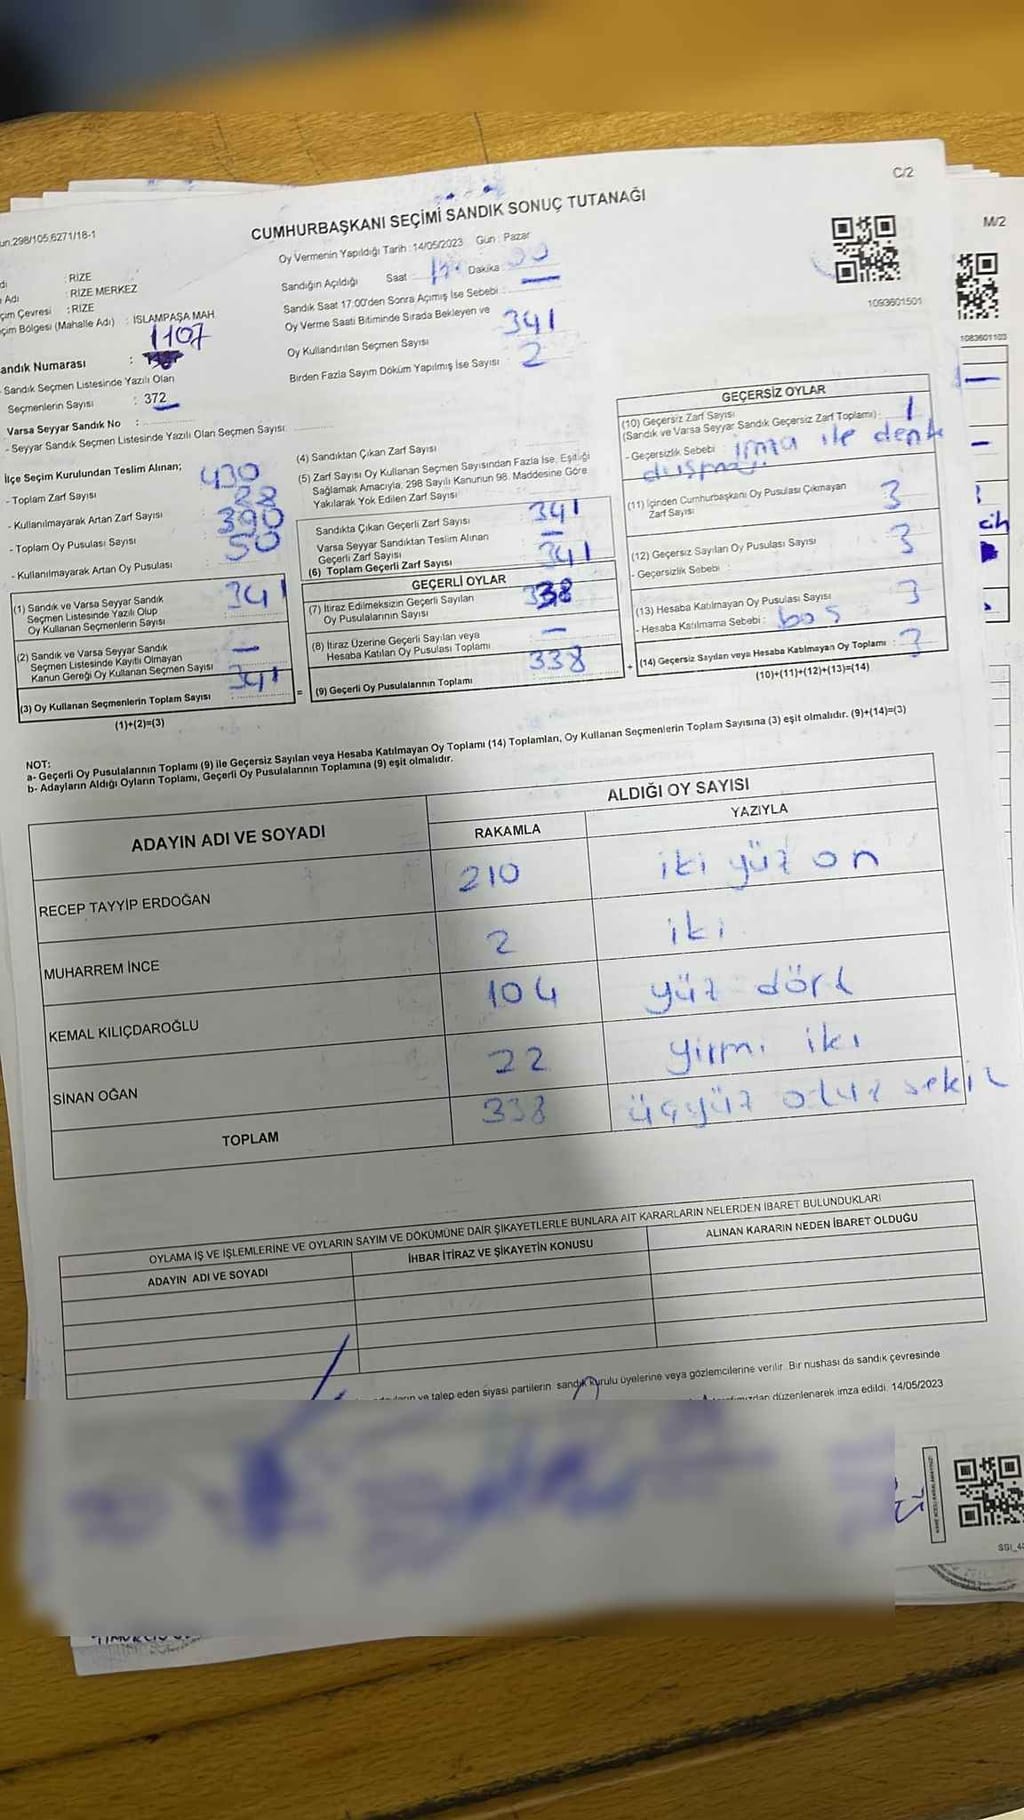 C/2
un.298/105,6271/18-1
CUMHURBAŞKANI SEÇİMİ SANDIK SONUÇ TUTANAĞI
M/2
Oy Vermenin Yapıldığı Tarih : 14/05/2023 Gün : Pazar
Sandığın Açıldığı Saat : Dakika :
Sandık Saat 17.00'den Sonra Açımış İse Sebebi :
Oy Verme Saati Bitiminde Sırada Bekleyen ve
Oy Kullandırılan Seçmen Sayısı 341
Birden Fazla Sayım Döküm Yapılmış İse Sayısı 2
1093601501
1083601103
: RİZE
Adı : RİZE MERKEZ
çim Çevresi : RİZE
çim Bölgesi (Mahalle Adı) : İSLAMPAŞA MAH
1107
andık Numarası :
Sandık Seçmen Listesinde Yazılı Olan
Seçmenlerin Sayısı : 372
Varsa Seyyar Sandık No :
- Seyyar Sandık Seçmen Listesinde Yazılı Olan Seçmen Sayısı:
İlçe Seçim Kurulundan Teslim Alınan;
- Toplam Zarf Sayısı 430
- Kullanılmayarak Artan Zarf Sayısı
- Toplam Oy Pusulası Sayısı 390
- Kullanılmayarak Artan Oy Pusulası 50
(1) Sandık ve Varsa Seyyar Sandık
Seçmen Listesinde Yazılı Olup
Oy Kullanan Seçmenlerin Sayısı 341
(2) Sandık ve Varsa Seyyar Sandık
Seçmen Listesinde Kayıtlı Olmayan
Kanun Gereği Oy Kullanan Seçmen Sayısı —
(3) Oy Kullanan Seçmenlerin Toplam Sayısı 341 =
(1)+(2)=(3)
(4) Sandıktan Çıkan Zarf Sayısı
(5) Zarf Sayısı Oy Kullanan Seçmen Sayısından Fazla İse, Eşitliği
Sağlamak Amacıyla, 298 Sayılı Kanunun 98. Maddesine Göre
Yakılarak Yok Edilen Zarf Sayısı
Sandıkta Çıkan Geçerli Zarf Sayısı 341
Varsa Seyyar Sandıktan Teslim Alınan
Geçerli Zarf Sayısı —
(6) Toplam Geçerli Zarf Sayısı 341
GEÇERLİ OYLAR
(7) İtiraz Edilmeksizin Geçerli Sayılan
Oy Pusulalarının Sayısı 338
(8) İtiraz Üzerine Geçerli Sayılan veya
Hesaba Katılan Oy Pusulası Toplamı —
(9) Geçerli Oy Pusulalarının Toplamı 338 +
GEÇERSİZ OYLAR
(10) Geçersiz Zarf Sayısı
(Sandık ve Varsa Seyyar Sandık Geçersiz Zarf Toplamı) : 1
- Geçersizlik Sebebi : imza ile denk
(11) İçinden Cumhurbaşkanı Oy Pusulası Çıkmayan
Zarf Sayısı 3
(12) Geçersiz Sayılan Oy Pusulası Sayısı 3
- Geçersizlik Sebebi :
(13) Hesaba Katılmayan Oy Pusulası Sayısı 3
- Hesaba Katılmama Sebebi : boş
(14) Geçersiz Sayılan veya Hesaba Katılmayan Oy Toplamı : 3
(10)+(11)+(12)+(13)=(14)
NOT:
a- Geçerli Oy Pusulalarının Toplamı (9) ile Geçersiz Sayılan veya Hesaba Katılmayan Oy Toplamı (14) Toplamları, Oy Kullanan Seçmenlerin Toplam Sayısına (3) eşit olmalıdır. (9)+(14)=(3)
b- Adayların Aldığı Oyların Toplamı, Geçerli Oy Pusulalarının Toplamına (9) eşit olmalıdır.
ADAYIN ADI VE SOYADI ALDIĞI OY SAYISI
RAKAMLA YAZIYLA
RECEP TAYYİP ERDOĞAN 210 iki yüz on
MUHARREM İNCE 2 iki
KEMAL KILIÇDAROĞLU 104 yüz dört
SİNAN OĞAN 22 yirmi iki
TOPLAM 338 üçyüz otuz sekiz
OYLAMA İŞ VE İŞLEMLERİNE VE OYLARIN SAYIM VE DÖKÜMÜNE DAİR ŞİKAYETLERLE BUNLARA AİT KARARLARIN NELERDEN İBARET BULUNDUKLARI
ADAYIN ADI VE SOYADI İHBAR İTİRAZ VE ŞİKAYETİN KONUSU ALINAN KARARIN NEDEN İBARET OLDUĞU
ve talep eden siyasi partilerin sandık kurulu üyelerine veya gözlemcilerine verilir. Bir nushası da sandık çevresinde
düzenlenerek imza edildi. 14/05/2023